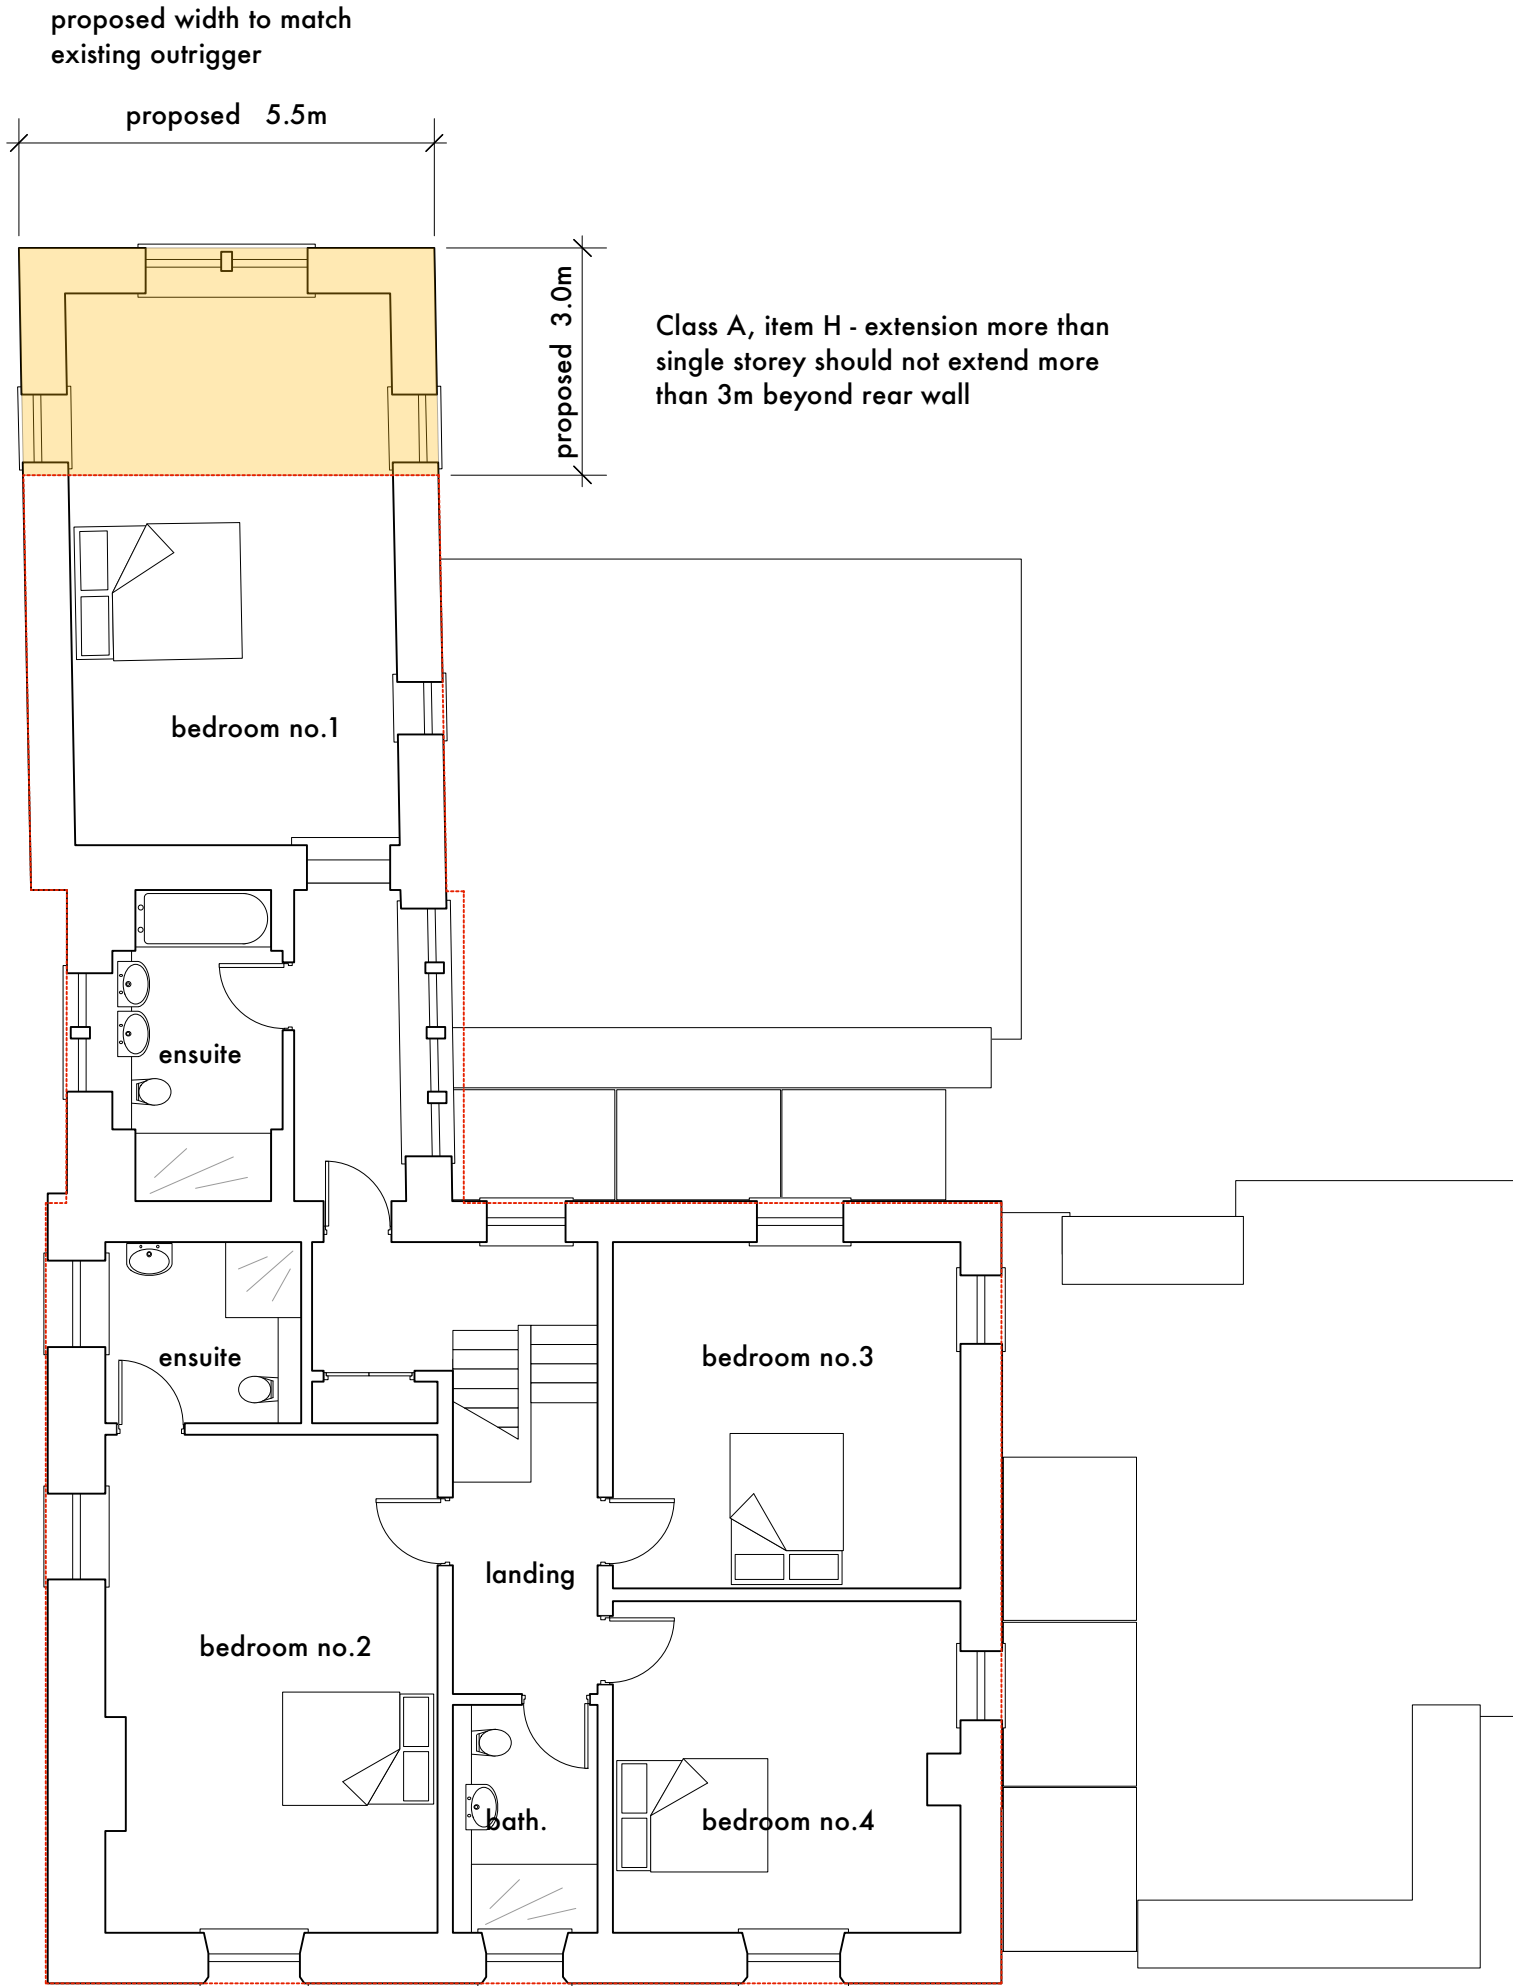 proposed width to match
existing outrigger
proposed 5.5m
proposed 3.0m
Class A, item H - extension more than
single storey should not extend more
than 3m beyond rear wall
bedroom no.1
ensuite
ensuite
bedroom no.3
landing
bedroom no.2
bath.
bedroom no.4